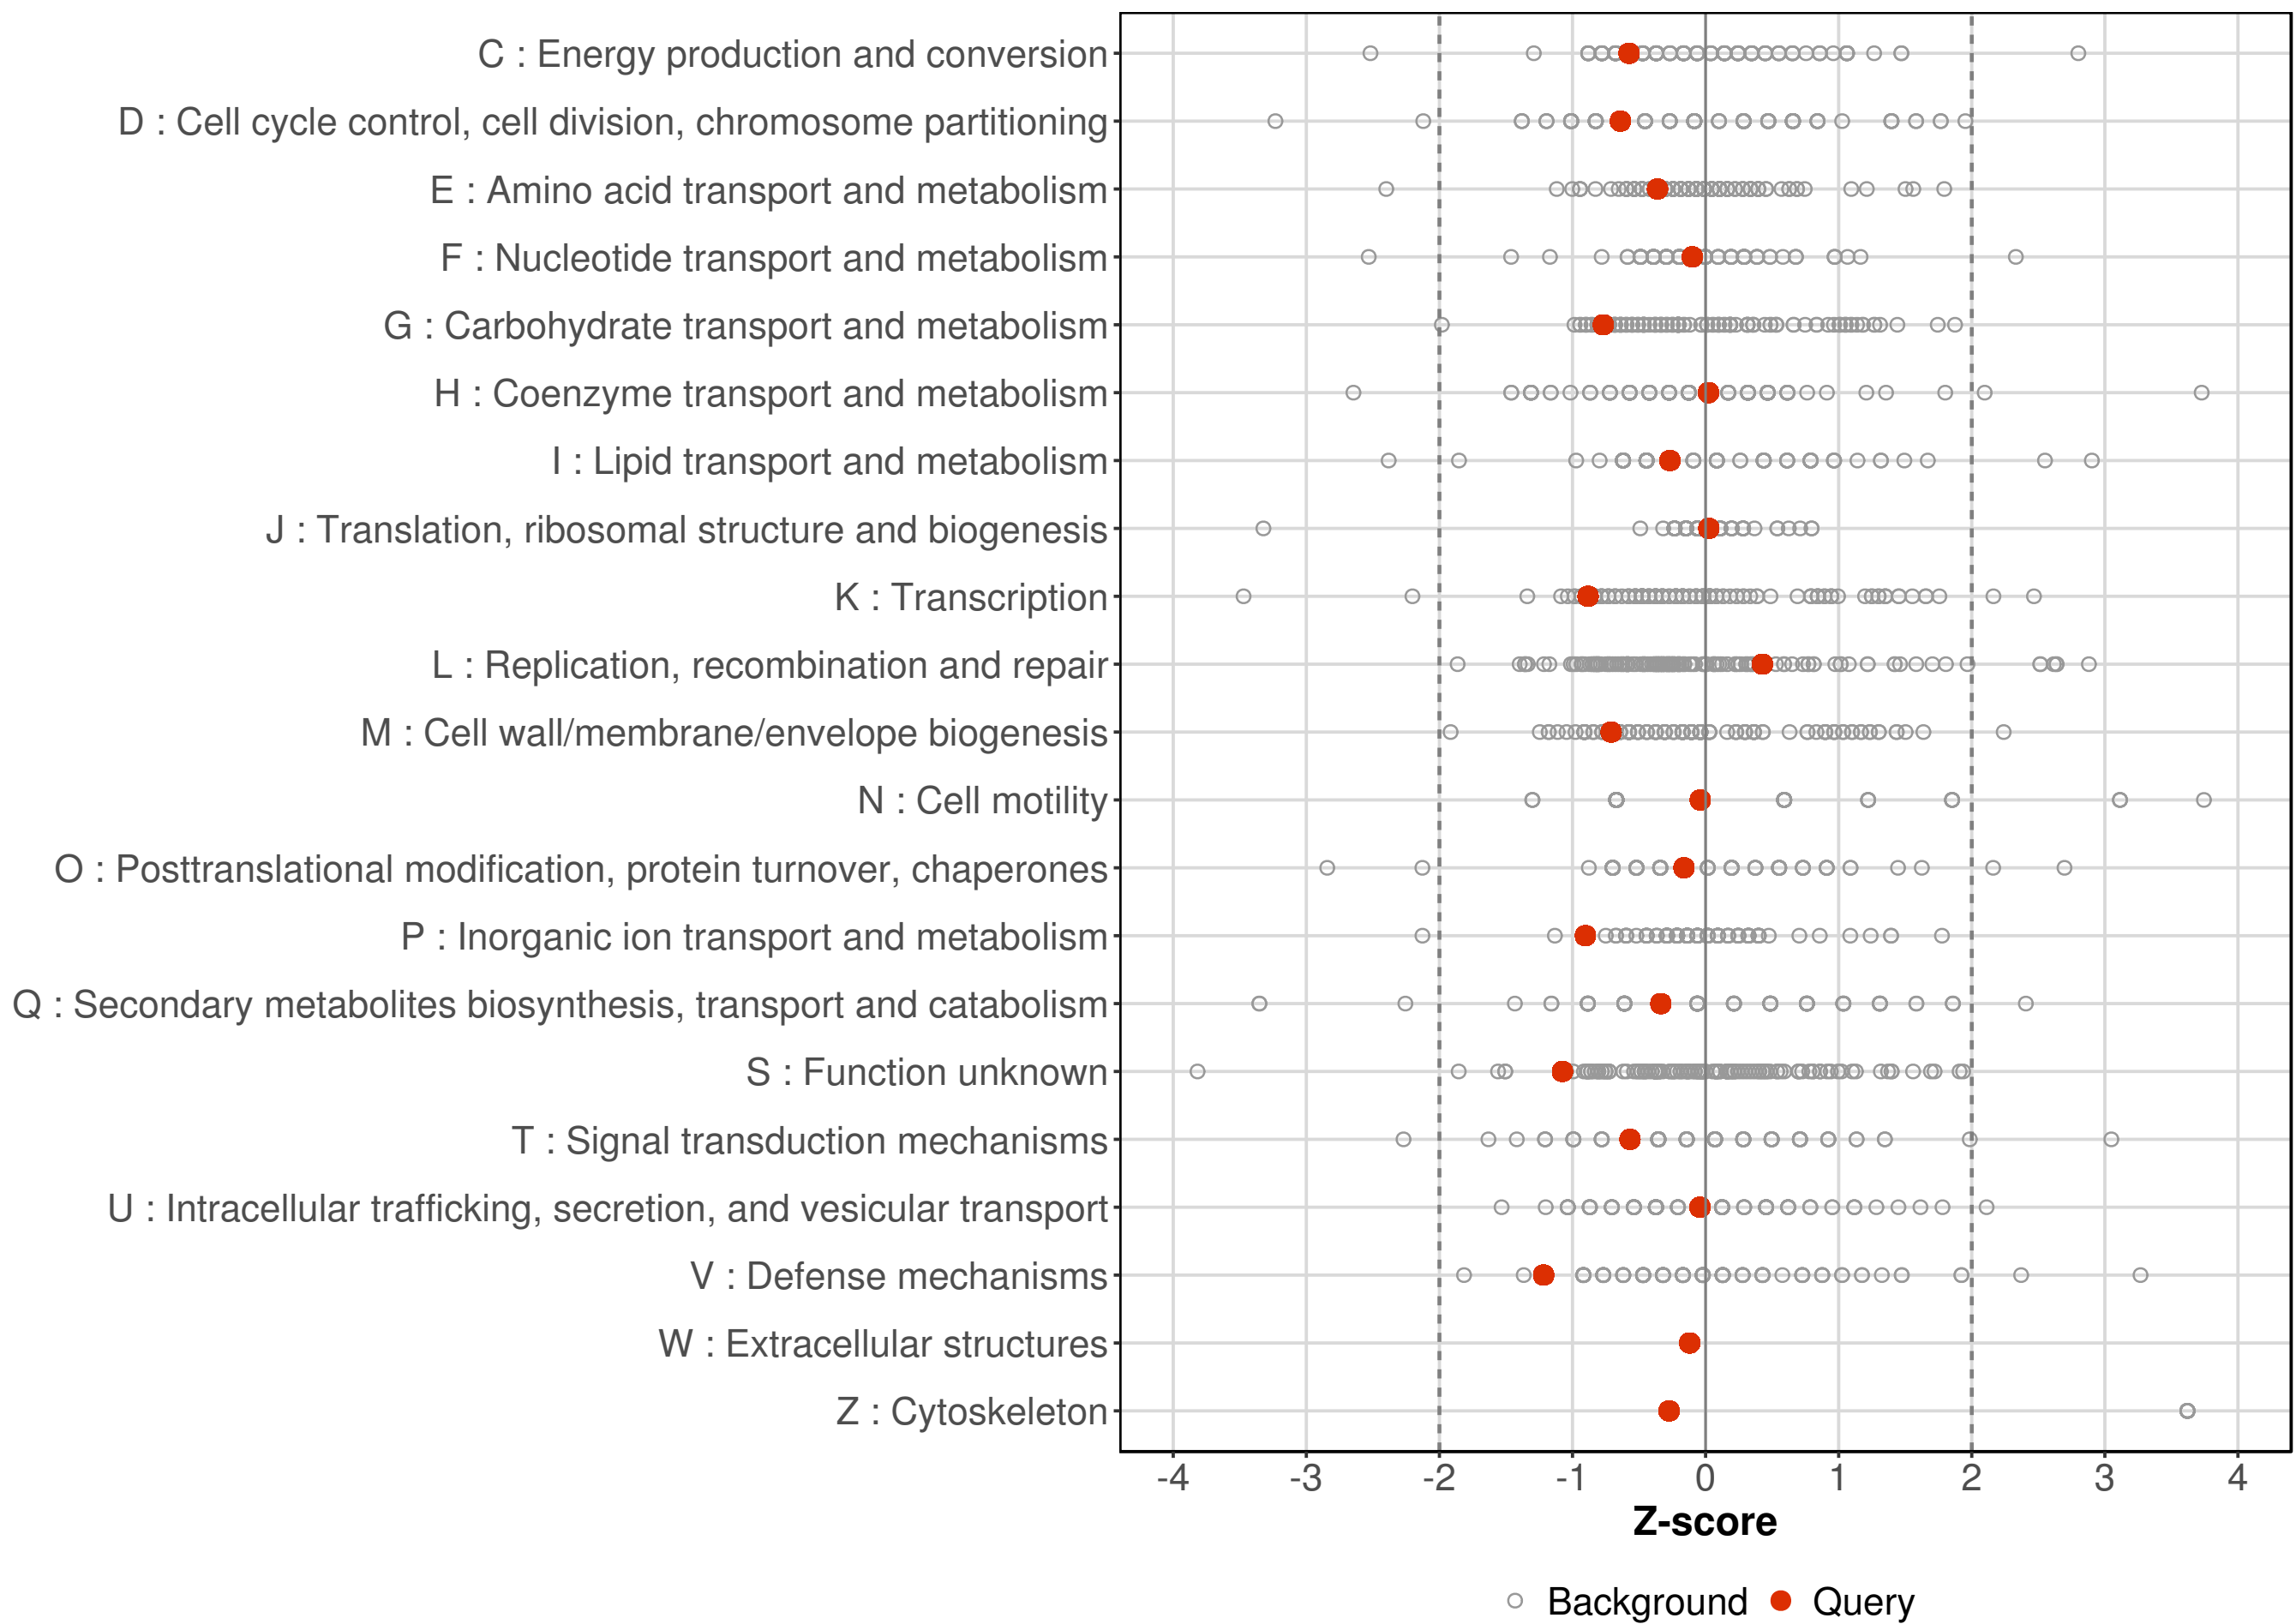 C : Energy production and conversion
D : Cell cycle control, cell division, chromosome partitioning
E : Amino acid transport and metabolism
F : Nucleotide transport and metabolism
G : Carbohydrate transport and metabolism
H : Coenzyme transport and metabolism
I : Lipid transport and metabolism
J : Translation, ribosomal structure and biogenesis
K : Transcription
L : Replication, recombination and repair
M : Cell wall/membrane/envelope biogenesis
N : Cell motility
O : Posttranslational modification, protein turnover, chaperones
P : Inorganic ion transport and metabolism
Q : Secondary metabolites biosynthesis, transport and catabolism
S : Function unknown
T : Signal transduction mechanisms
U : Intracellular trafficking, secretion, and vesicular transport
V : Defense mechanisms
W : Extracellular structures
Z : Cytoskeleton
-4 -3 -2 -1 0 1 2 3 4
Z-score
Background Query